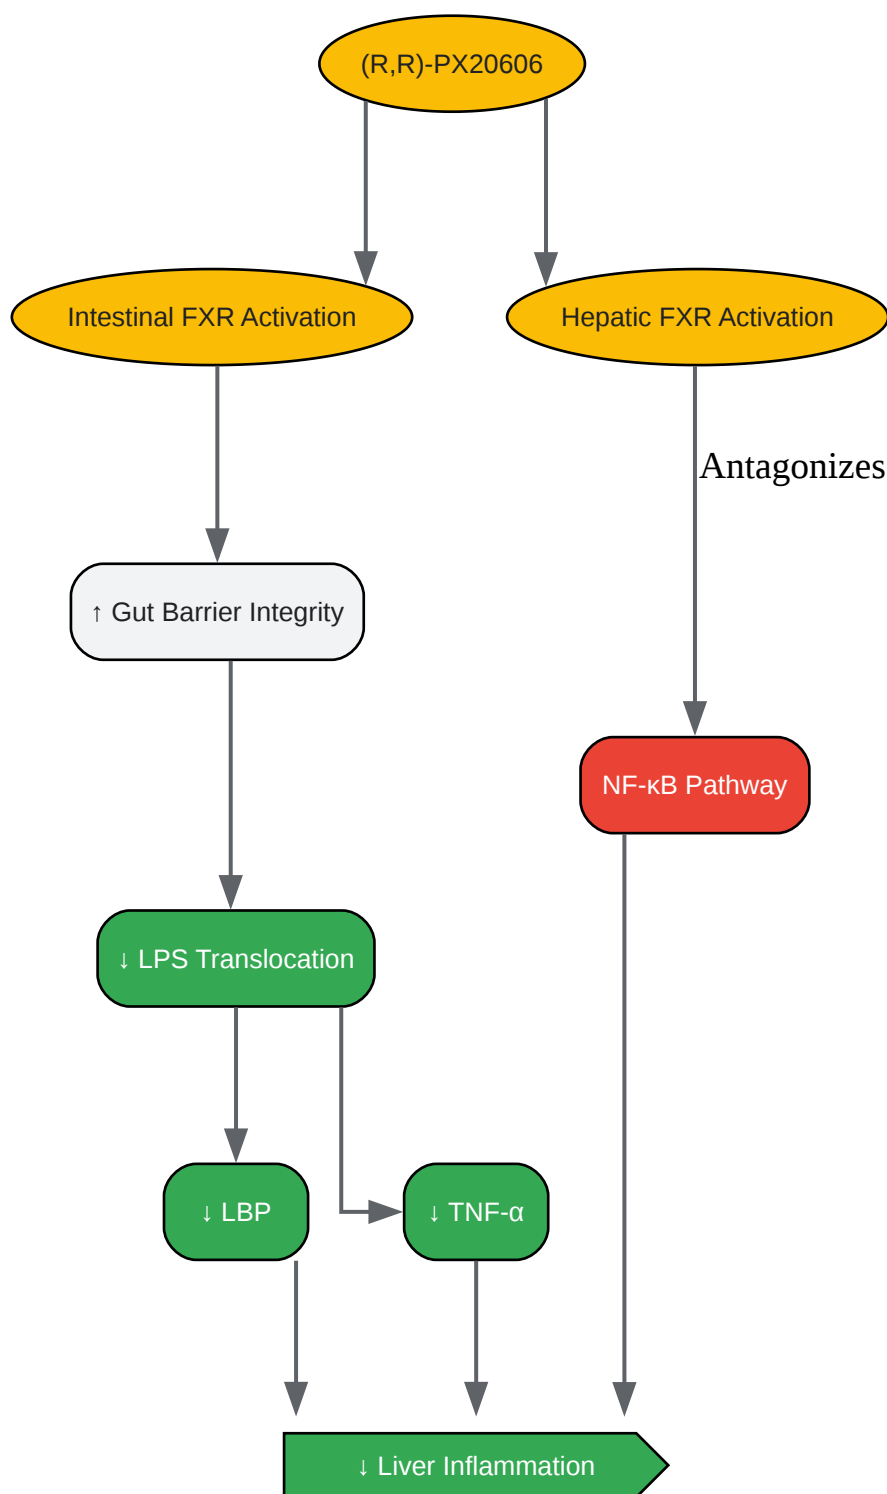 (R,R)-PX20606
Intestinal FXR Activation
Hepatic FXR Activation
Antagonizes
↑ Gut Barrier Integrity
NF-κB Pathway
↓ LPS Translocation
↓ LBP
↓ TNF-α
↓ Liver Inflammation